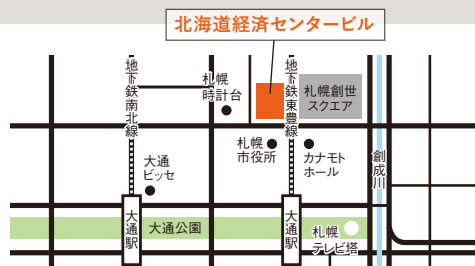 北海道経済センタービル
地下鉄南北線
札幌
時計台
地下鉄東豊線
札幌創世
スクエア
札幌
市役所
カナモト
ホール
創成川
大通
ビッセ
大通駅
大通公園
大通駅
札幌
テレビ塔